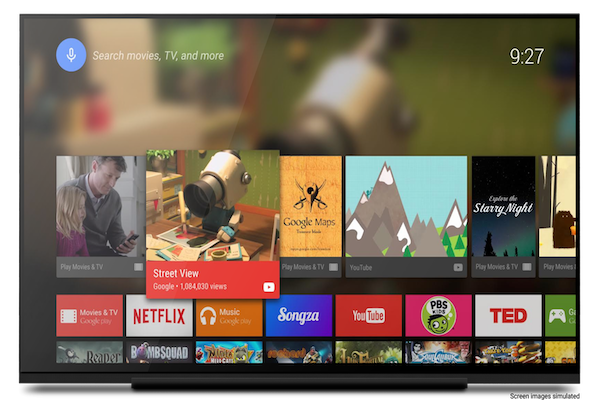 Search movies, TV, and more
9:27
Google Maps
Treasure Mode
Explore the
Starry Night
Play Movies & TV
Play Movies & TV
YouTube
Play Movies & TV
Play Movies & TV
Street View
Google • 1,084,030 views
Movies & TV
Google play
NETFLIX
Music
Google play
Songza
YouTube
PBS
KIDS
TED
Reaper
BOMBSQUAD
Screen images simulated